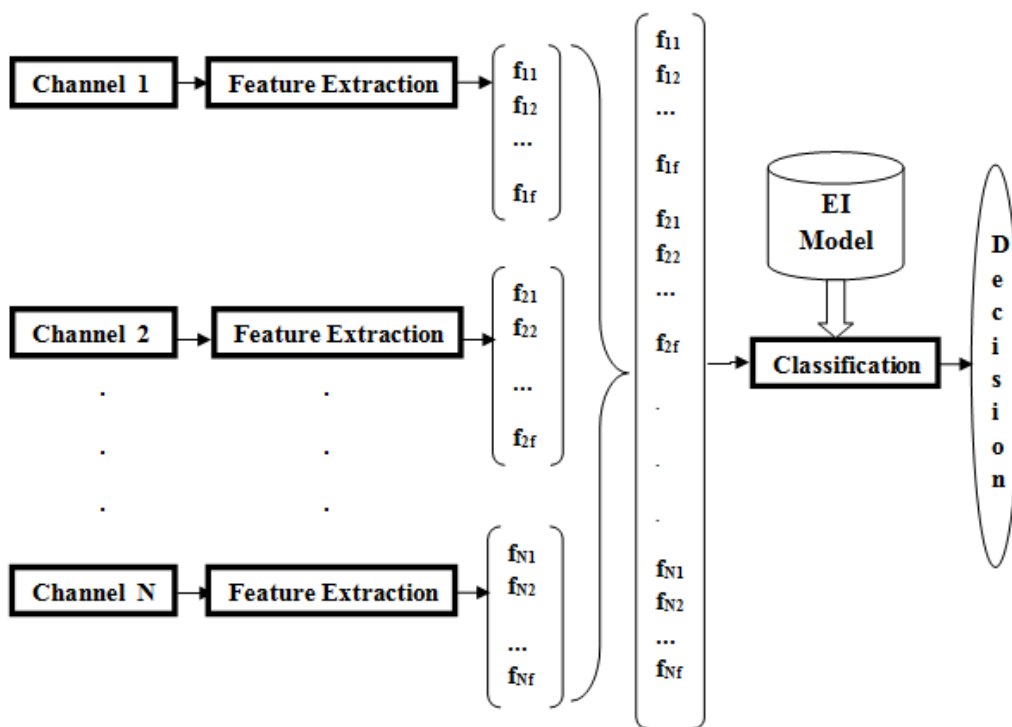 Channel 1
Feature Extraction
f11
f12
...
f1f
Channel 2
Feature Extraction
f21
f22
...
f2f
.
.
.
.
.
.
Channel N
Feature Extraction
fN1
fN2
...
fNf
f11
f12
...
f1f
f21
f22
...
f2f
.
.
.
fN1
fN2
...
fNf
EI
Model
Classification
Decision